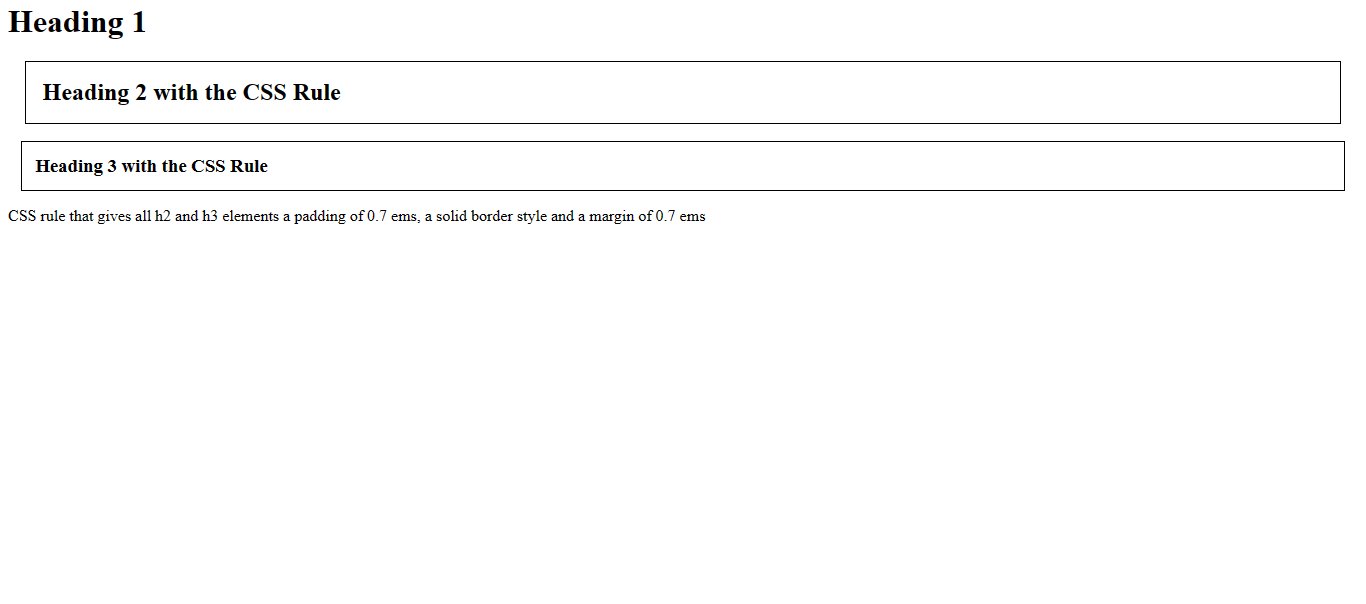 Heading 1
Heading 2 with the CSS Rule
Heading 3 with the CSS Rule
CSS rule that gives all h2 and h3 elements a padding of 0.7 ems, a solid border style and a margin of 0.7 ems